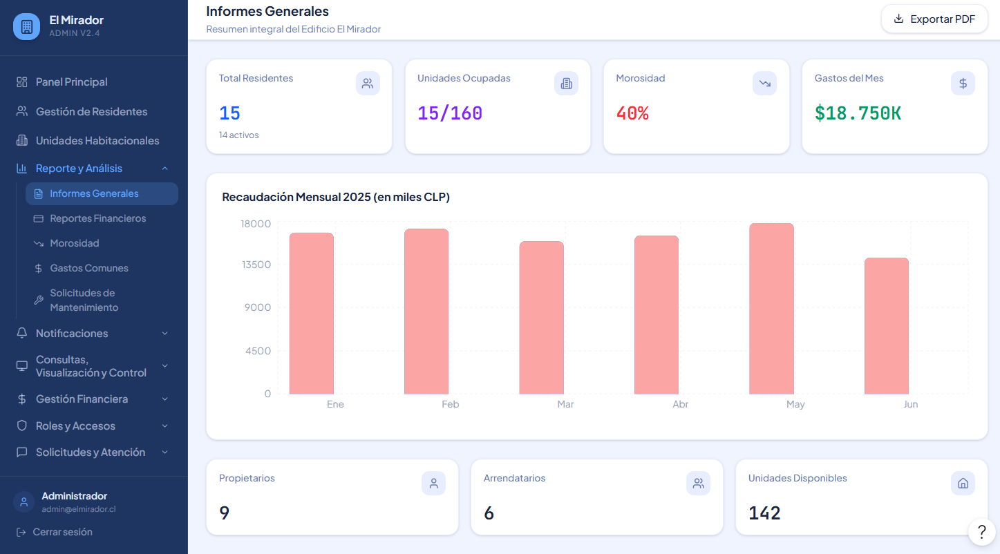 El Mirador
ADMIN V2.4
Panel Principal
Gestión de Residentes
Unidades Habitacionales
Reporte y Análisis
Informes Generales
Reportes Financieros
Morosidad
Gastos Comunes
Solicitudes de
Mantenimiento
Notificaciones
Consultas,
Visualización y Control
Gestión Financiera
Roles y Accesos
Solicitudes y Atención
Administrador
admin@elmirador.cl
Cerrar sesión
Informes Generales
Resumen integral del Edificio El Mirador
Exportar PDF
Total Residentes
15
14 activos
Unidades Ocupadas
15/160
Morosidad
40%
Gastos del Mes
$18.750K
Recaudación Mensual 2025 (en miles CLP)
18000
13500
9000
4500
0
Ene Feb Mar Abr May Jun
Propietarios
9
Arrendatarios
6
Unidades Disponibles
142
?